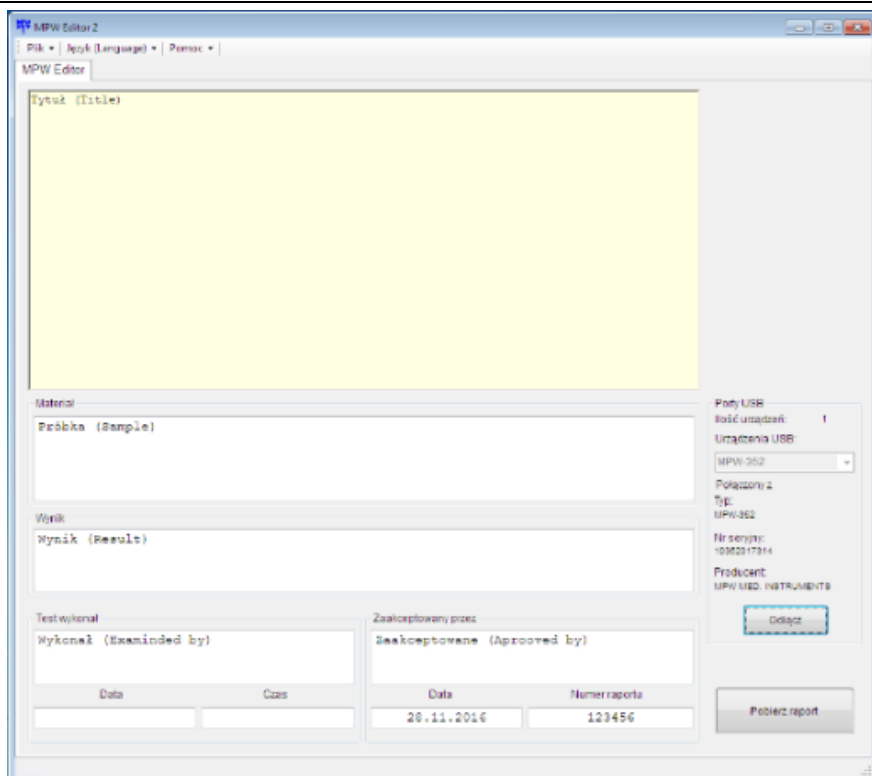 MPW Editor 2
Plik Język (Language) Pomoc
MPW Editor
Tytuł (Title)
Materiał
Próbka (Sample)
Wynik
Wynik (Result)
Test wykonał
Wykonał (Examinded by)
Data Czas
Zaakceptowany przez
Zaakceptowane (Aprooved by)
Data Numer raportu
28.11.2016 123456
Porty USB
Ilość urządzeń: 1
Urządzenia USB:
MPW-352
Połączony z
Typ:
MPW-352
Nr seryjny:
10352017314
Producent
MPW MED. INSTRUMENTS
Odłącz
Pobierz raport